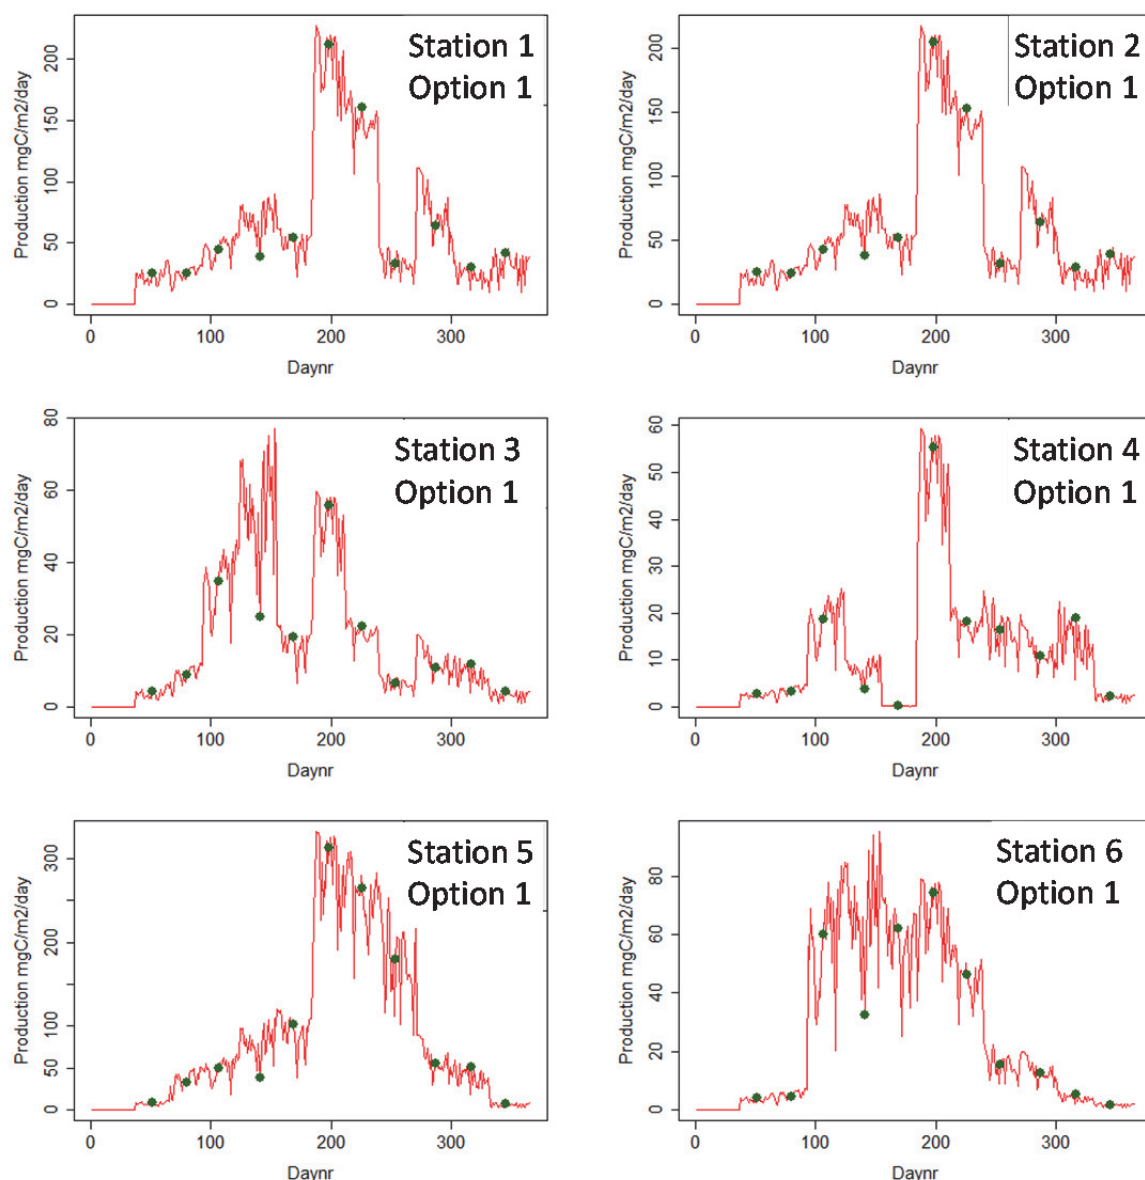 Station 1
Option 1
Production mgC/m2/day
0
50
100
150
200
0
100
200
300
Daynr
Station 2
Option 1
Production mgC/m2/day
0
50
100
150
200
0
100
200
300
Daynr
Station 3
Option 1
Production mgC/m2/day
0
20
40
60
80
0
100
200
300
Daynr
Station 4
Option 1
Production mgC/m2/day
0
10
20
30
40
50
60
0
100
200
300
Daynr
Station 5
Option 1
Production mgC/m2/day
0
50
100
200
300
0
100
200
300
Daynr
Station 6
Option 1
Production mgC/m2/day
0
20
40
60
80
0
100
200
300
Daynr